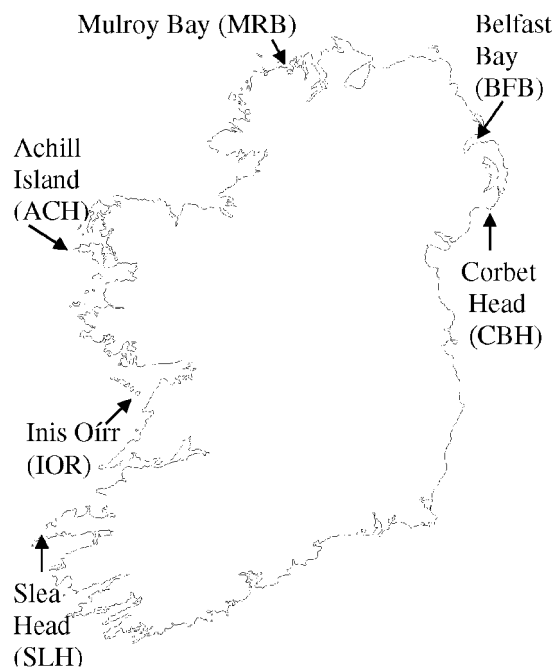 Mulroy Bay (MRB)
Belfast
Bay
(BFB)
Achill
Island
(ACH)
Corbet
Head
(CBH)
Inis Oírr
(IOR)
Slea
Head
(SLH)